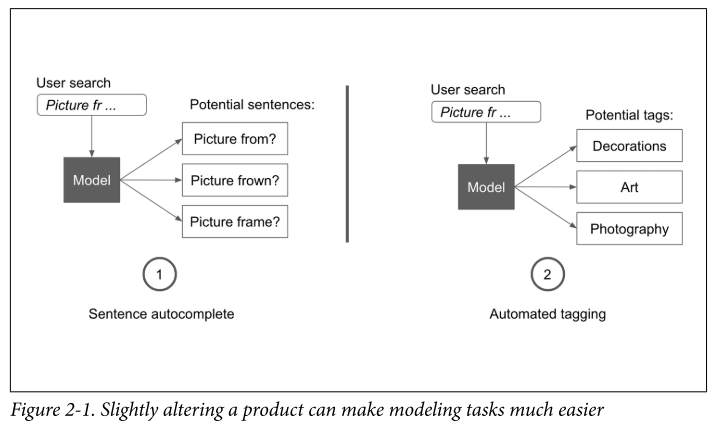 User search
Picture fr ...
Potential sentences:
Model
Picture from?
Picture frown?
Picture frame?
1
Sentence autocomplete
User search
Picture fr ...
Potential tags:
Model
Decorations
Art
Photography
2
Automated tagging
Figure 2-1. Slightly altering a product can make modeling tasks much easier